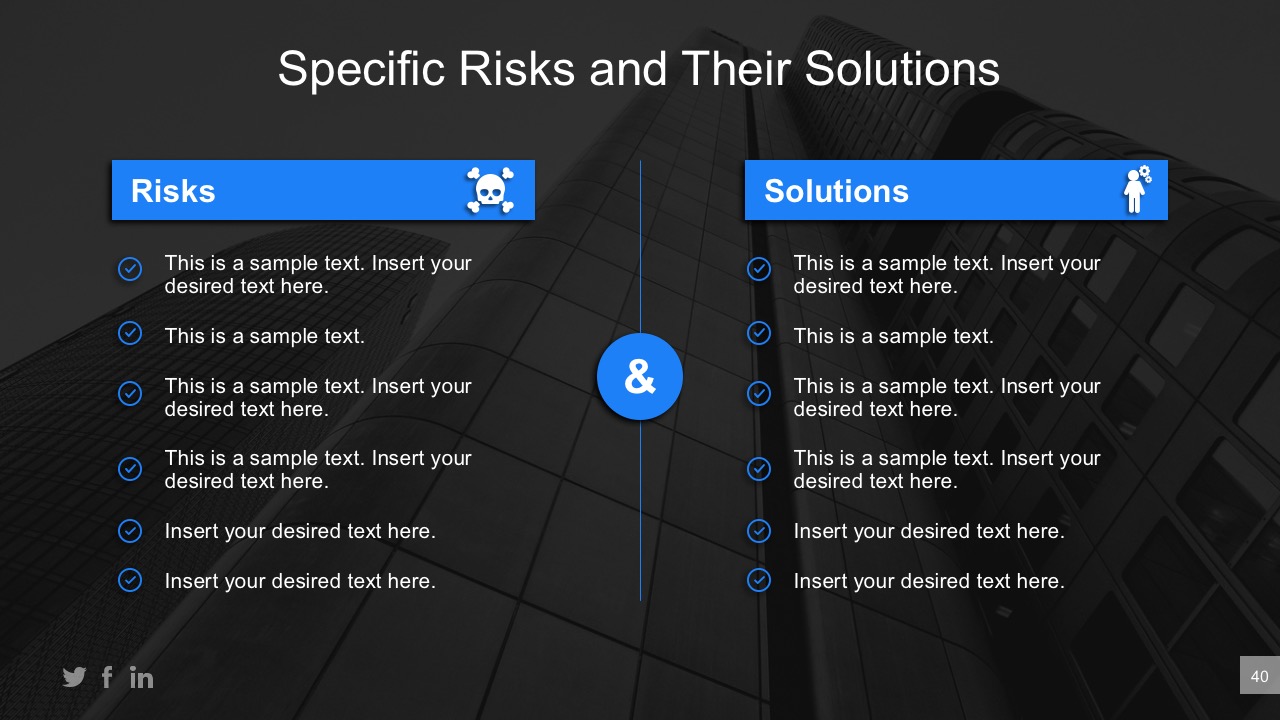 Specific Risks and Their Solutions
Risks
This is a sample text. Insert your
desired text here.
This is a sample text.
This is a sample text. Insert your
desired text here.
This is a sample text. Insert your
desired text here.
Insert your desired text here.
Insert your desired text here.
&
Solutions
This is a sample text. Insert your
desired text here.
This is a sample text.
This is a sample text. Insert your
desired text here.
This is a sample text. Insert your
desired text here.
Insert your desired text here.
Insert your desired text here.
40